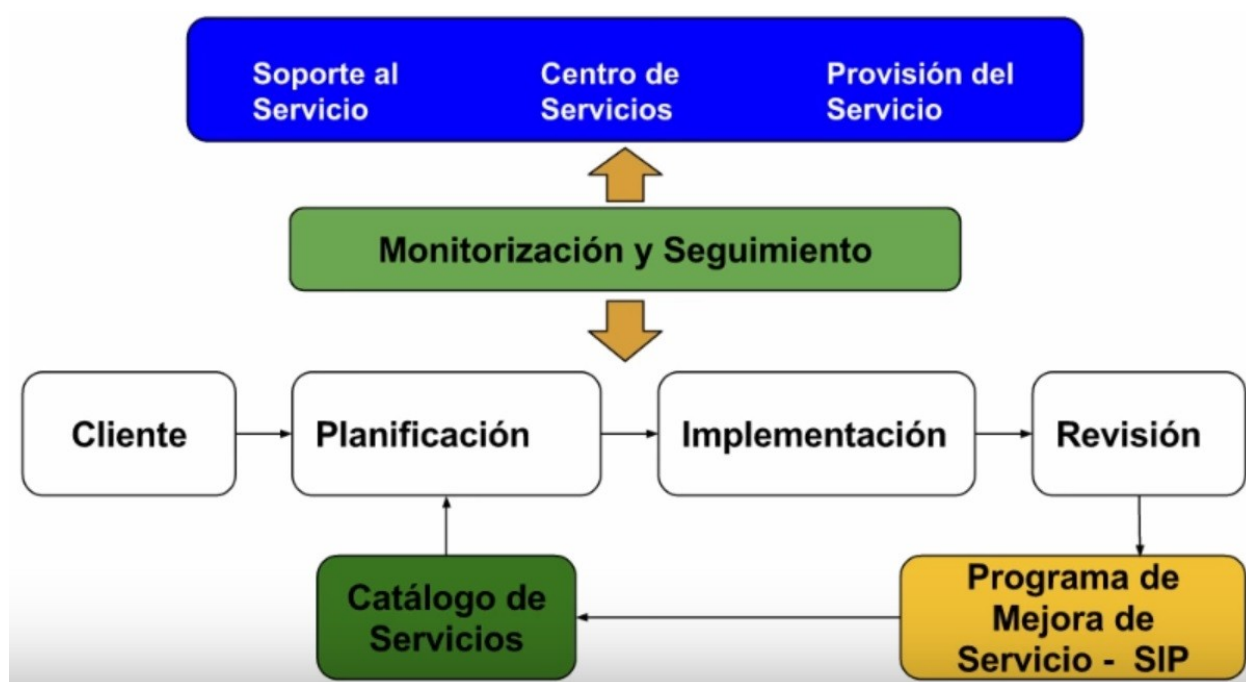 Soporte al
Servicio
Centro de
Servicios
Provisión del
Servicio
Monitorización y Seguimiento
Cliente
Planificación
Implementación
Revisión
Catálogo de
Servicios
Programa de
Mejora de
Servicio - SIP